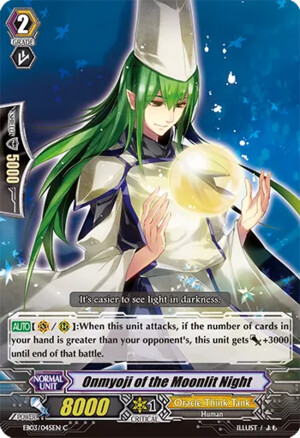 2
GRADE
SHIELD
5000
It's easier to see light in darkness.
AUTO [ / ]:When this unit attacks, if the number of cards in
your hand is greater than your opponent's, this unit gets +3000
until end of battle.
NORMAL UNIT
Onmyoji of the Moonlit Night
POWER
8000
1
CRITICAL
Oracle Think Tank
Human
EB03/045EN C
ILLUST /